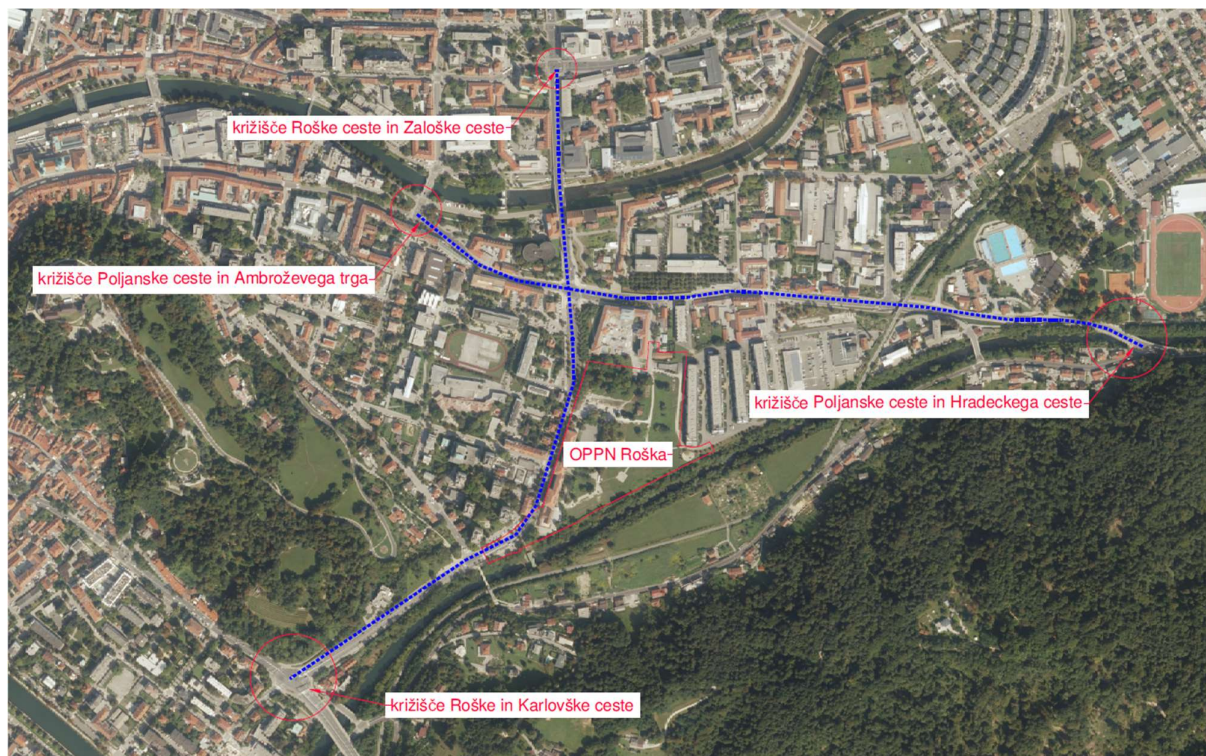 križišče Roške ceste in Zaloške ceste
križišče Poljanske ceste in Ambroževega trga
križišče Poljanske ceste in Hradeckega ceste
OPPN Roška
križišče Roške in Karlovške ceste